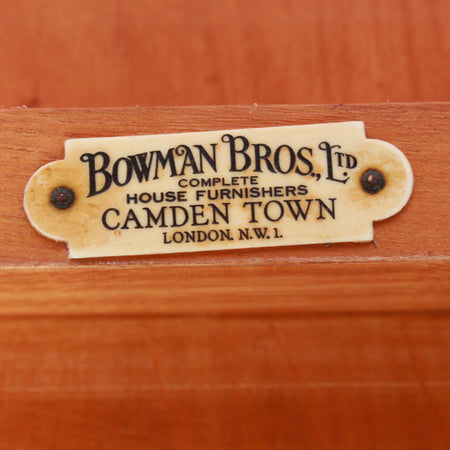 BOWMAN BROS., LTD
COMPLETE
HOUSE FURNISHERS
CAMDEN TOWN
LONDON. N.W. 1.